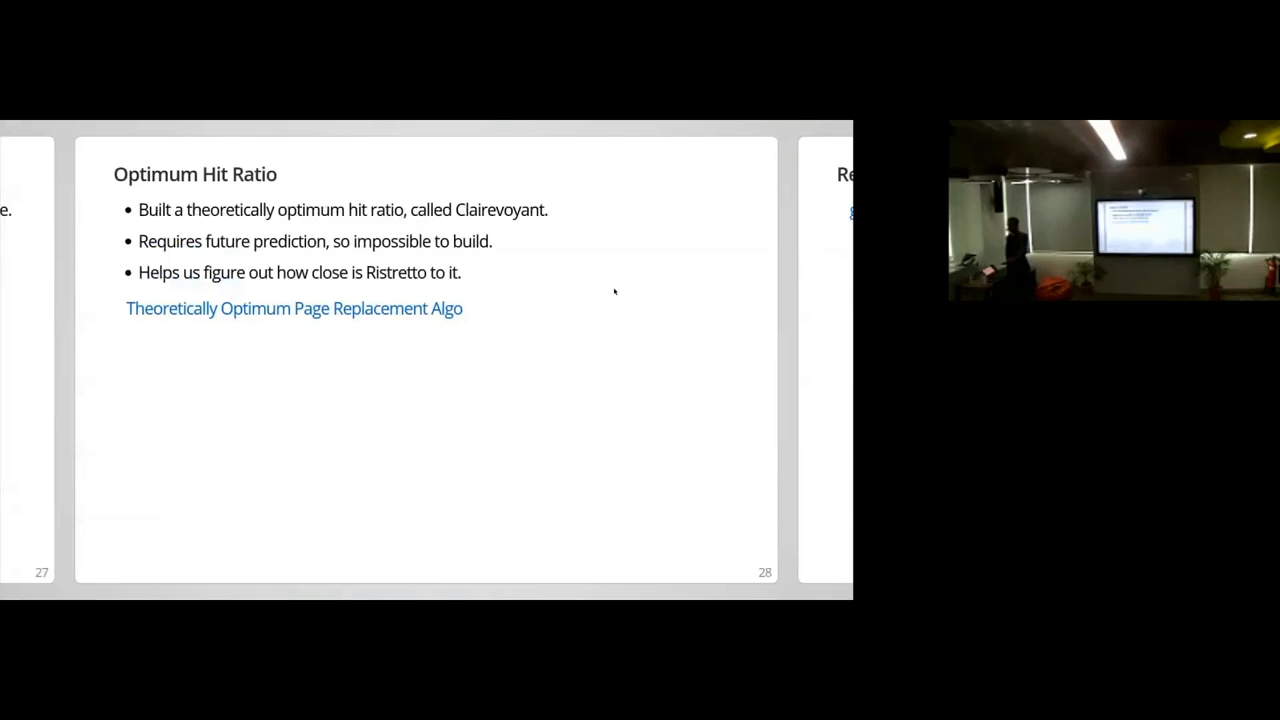 e.
27
Optimum Hit Ratio
• Built a theoretically optimum hit ratio, called Clairevoyant.
• Requires future prediction, so impossible to build.
• Helps us figure out how close is Ristretto to it.
Theoretically Optimum Page Replacement Algo
28
Re
g